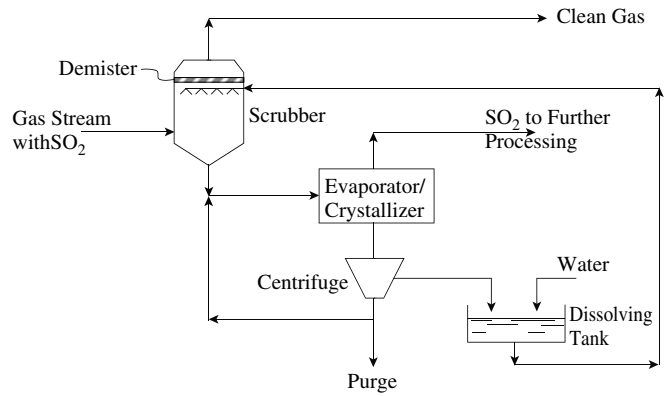 Clean Gas
Demister
Gas Stream
withSO2
Scrubber
SO2 to Further
Processing
Evaporator/
Crystallizer
Centrifuge
Water
Dissolving
Tank
Purge